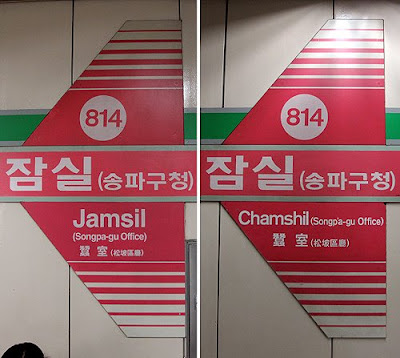 814
잠실(송파구청)
Jamsil
(Songpa-gu Office)
蠶室(松坡區廳)
814
잠실(송파구청)
Chamshil(Songpa-gu Office)
蠶室(松坡區廳)